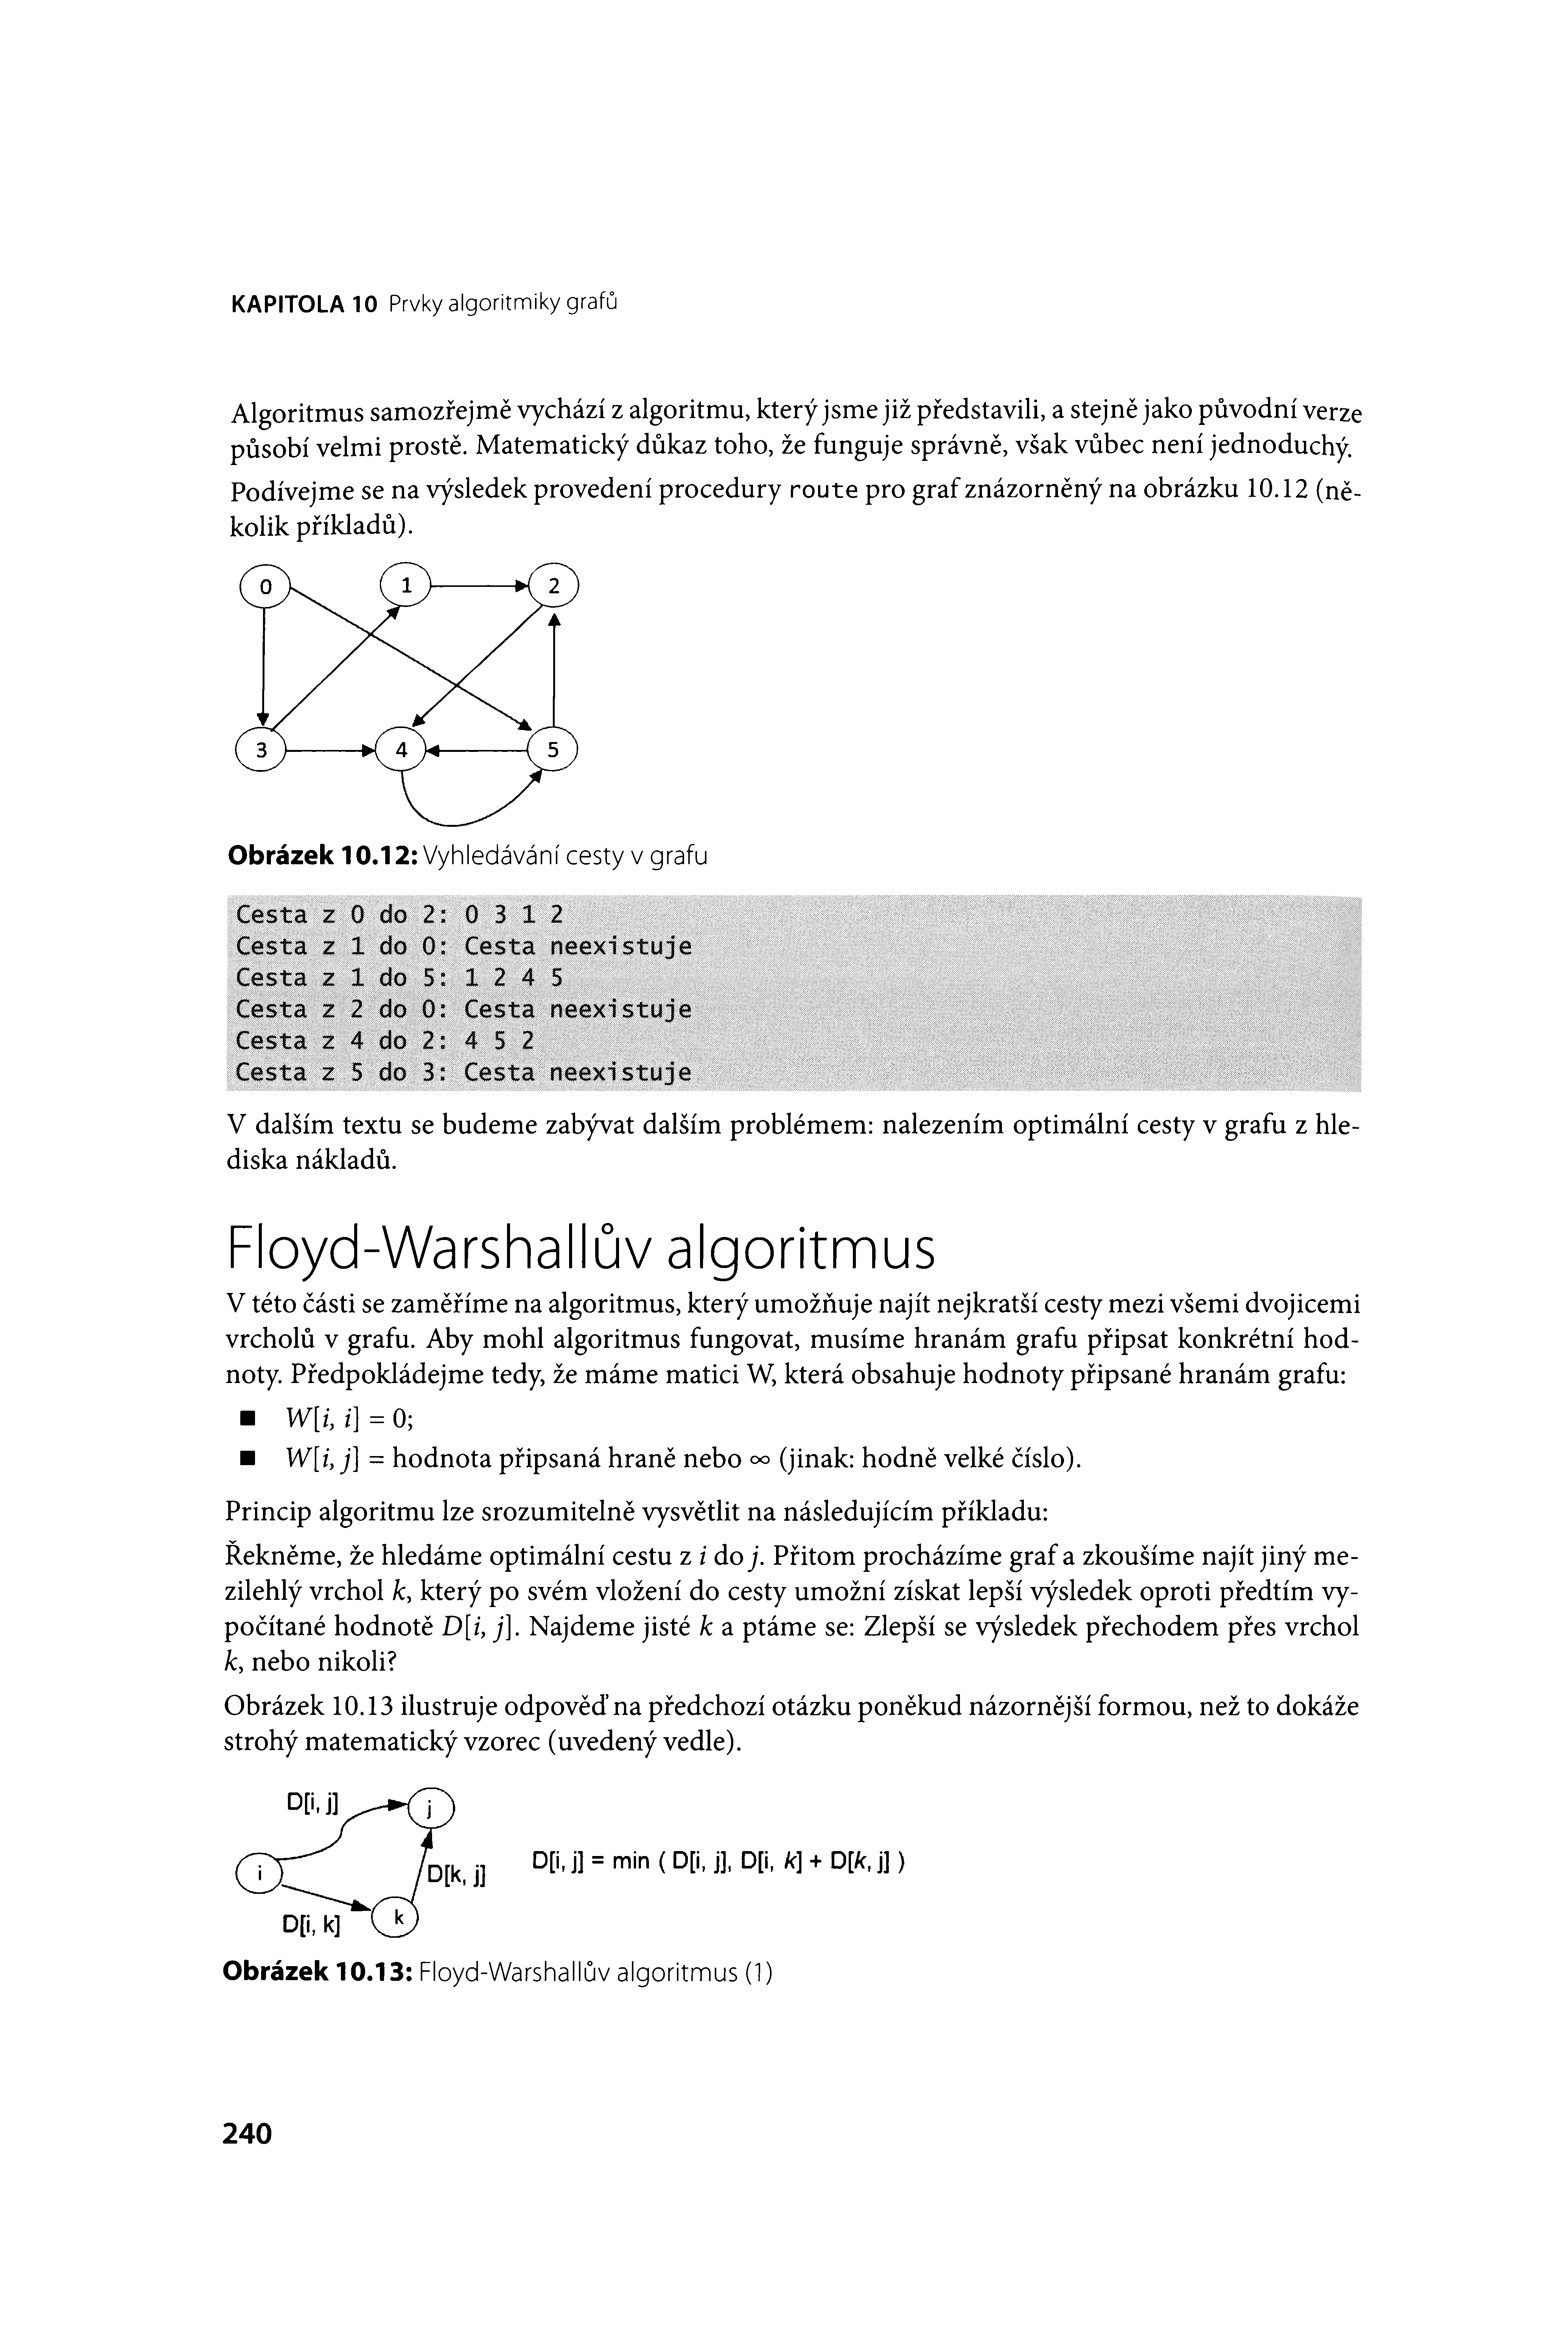 KAPITOLA 10 Prvky algoritmiky grafů
Algoritmus samozřejmě vychází z algoritmu, který jsme již představili, a stejně jako původní verze
působí velmi prostě. Matematický důkaz toho, že funguje správně, však vůbec není jednoduchý.
Podívejme se na výsledek provedení procedury route pro graf znázorněný na obrázku 10.12 (ně-
kolik příkladů).
0 1 2
3 4 5
Obrázek 10.12: Vyhledávání cesty v grafu
Cesta z 0 do 2: 0 3 1 2
Cesta z 1 do 0: Cesta neexistuje
Cesta z 1 do 5: 1 2 4 5
Cesta z 2 do 0: Cesta neexistuje
Cesta z 4 do 2: 4 5 2
Cesta z 5 do 3: Cesta neexistuje
V dalším textu se budeme zabývat dalším problémem: nalezením optimální cesty v grafu z hle-
diska nákladů.
Floyd-Warshallův algoritmus
V této části se zaměříme na algoritmus, který umožňuje najít nejkratší cesty mezi všemi dvojicemi
vrcholů v grafu. Aby mohl algoritmus fungovat, musíme hranám grafu připsat konkrétní hod-
noty. Předpokládejme tedy, že máme matici W, která obsahuje hodnoty připsané hranám grafu:
■ W[i, i] = 0;
■ W[i, j] = hodnota připsaná hraně nebo ∞ (jinak: hodně velké číslo).
Princip algoritmu lze srozumitelně vysvětlit na následujícím příkladu:
Řekněme, že hledáme optimální cestu z i do j. Přitom procházíme graf a zkoušíme najít jiný me-
zilehlý vrchol k, který po svém vložení do cesty umožní získat lepší výsledek oproti předtím vy-
počítané hodnotě D[i, j]. Najdeme jisté k a ptáme se: Zlepší se výsledek přechodem přes vrchol
k, nebo nikoli?
Obrázek 10.13 ilustruje odpověď na předchozí otázku poněkud názornější formou, než to dokáže
strohý matematický vzorec (uvedený vedle).
D[i, j] j
i D[k, j] D[i, j] = min ( D[i, j], D[i, k] + D[k, j] )
D[i, k] k
Obrázek 10.13: Floyd-Warshallův algoritmus (1)
240